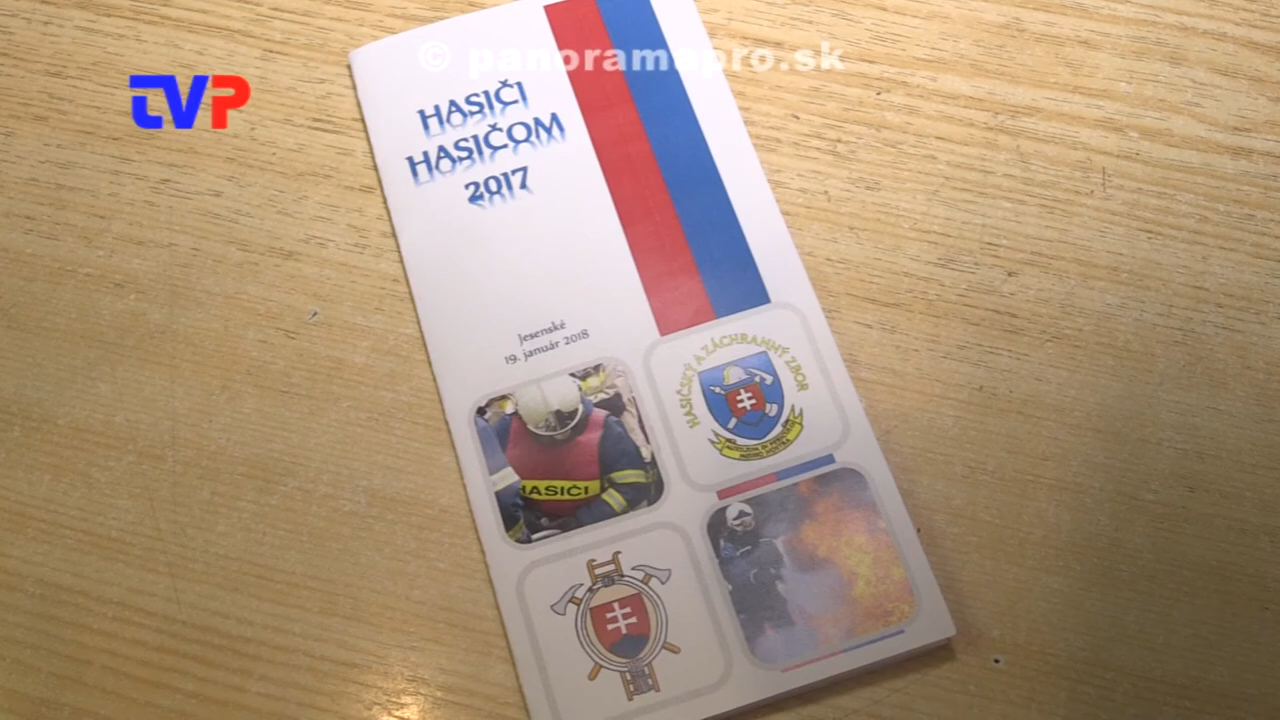 © panoramapro.sk
TVP
HASIČI
HASIČOM
2017
Jesenské
19. január 2018
HASIČSKÝ A ZÁCHRANNÝ ZBOR
HASIČI